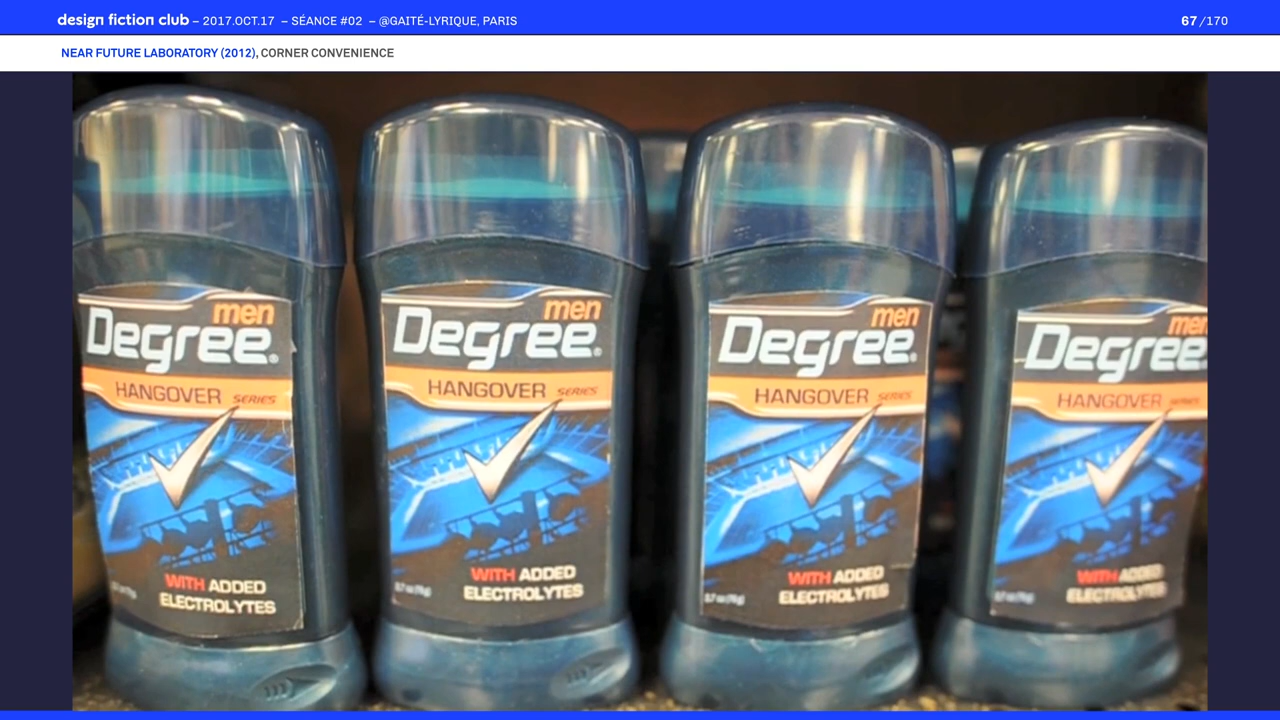 design fiction club – 2017.OCT.17 – SÉANCE #02 – @GAITÉ-LYRIQUE, PARIS
67/170
NEAR FUTURE LABORATORY (2012), CORNER CONVENIENCE
men
Degree®
HANGOVER SERIES
WITH ADDED
ELECTROLYTES
men
Degree®
HANGOVER SERIES
WITH ADDED
ELECTROLYTES
men
Degree®
HANGOVER SERIES
WITH ADDED
ELECTROLYTES
men
Degree
HANGOVER SERIES
WITH ADDED
ELECTROLYTES